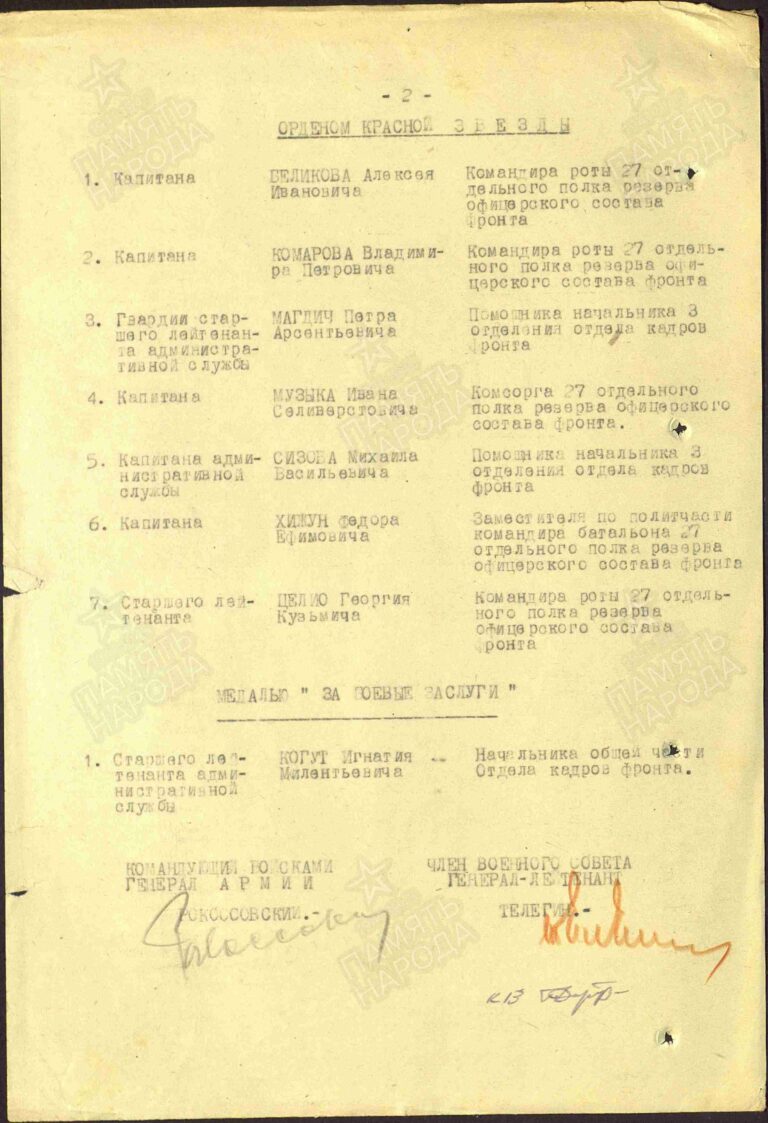 - 2 -
ОРДЕНОМ КРАСНОЙ ЗВЕЗДЫ
1. Капитана БЕЛИКОВА Алексея Командира роты 27 от-
Ивановича дельного полка резерва
офицерского состава
фронта
2. Капитана КОМАРОВА Владими- Командира роты 27 отдель-
ра Петровича ного полка резерва офи-
церского состава фронта
3. Гвардии стар- МАГДИЧ Петра Помошника начальника 3
шего лейтенан- Арсентьевича отделения отдела кадров
та администра- фронта
тивной службы
4. Капитана МУЗЫКА Ивана Комсорга 27 отдельного
Селиверстовича полка резерва офицерского
состава фронта.
5. Капитана адми- СИЗОВА Михаила Помошника начальника 3
нистративной Васильевича отделения отдела кадров
службы фронта
6. Капитана ХИЖУН Федора Заместителя по политчасти
Ефимовича командира батальона 27
отдельного полка резерва
офицерского состава фронта
7. Старшего лей- ЦЕЛИО Георгия Командира роты 27 отдель-
тенанта Кузьмича ного полка резерва
офицерского состава
фронта
МЕДАЛЬЮ " ЗА БОЕВЫЕ ЗАСЛУГИ "
1. Старшего лей- КОГУТ Игнатия -- Начальника общей части
тенанта адми- Милентьевича Отдела кадров фронта.
нистративной
службы
КОМАНДУЮЩИЙ ВОЙСКАМИ ЧЛЕН ВОЕННОГО СОВЕТА
ГЕНЕРАЛ АРМИИ ГЕНЕРАЛ-ЛЕЙТЕНАНТ
РОКОССОВСКИЙ.- ТЕЛЕГИН.-
ПАМЯТЬ
НАРОДА